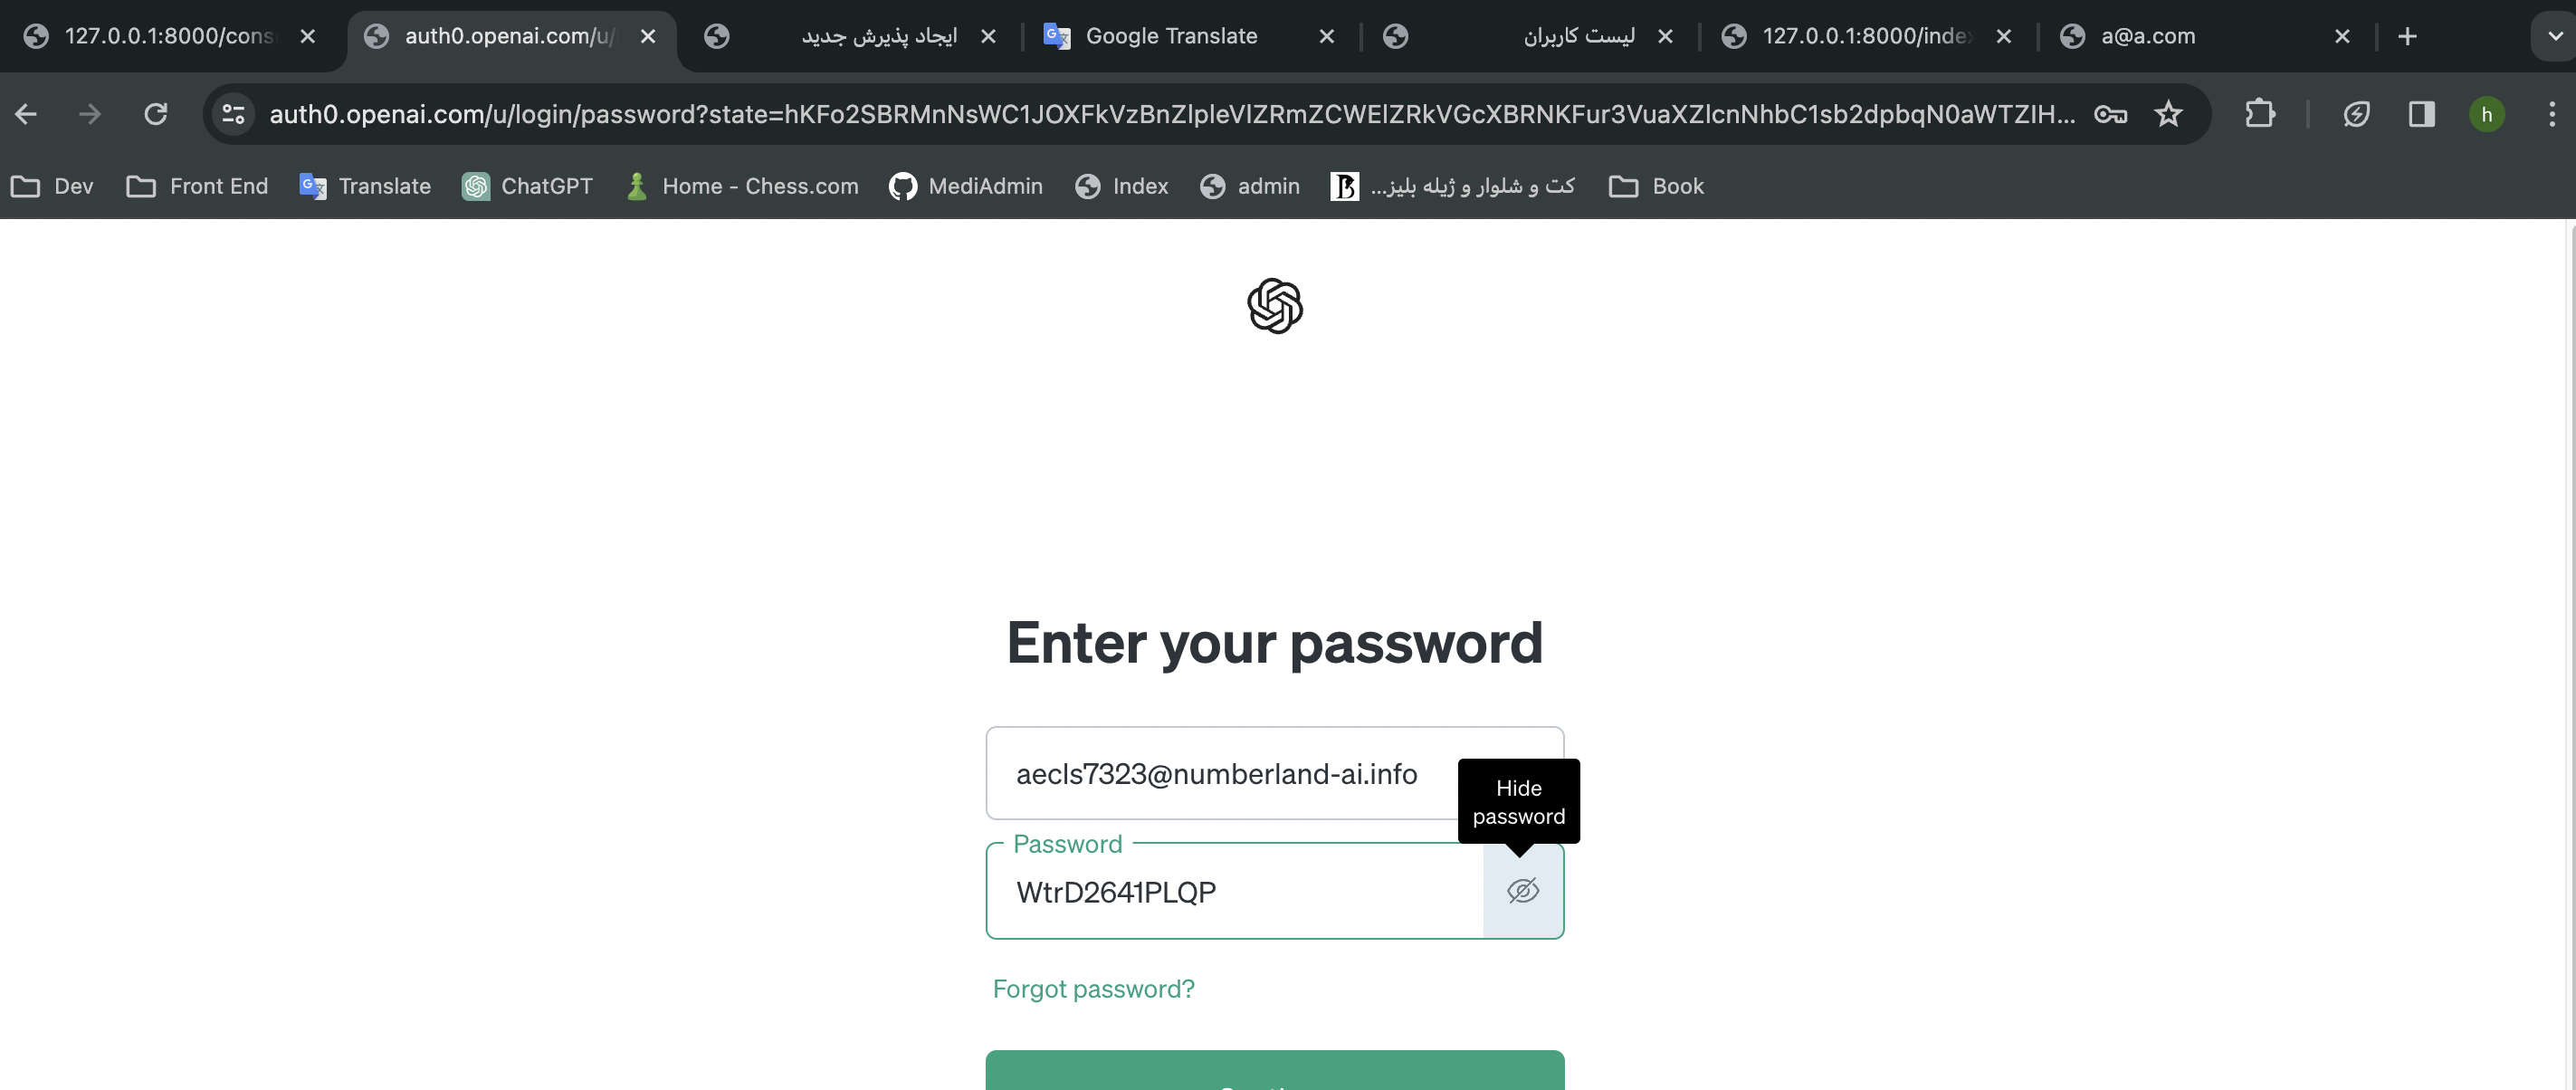 127.0.0.1:8000/cons
auth0.openai.com/u/
ایجاد پذیرش جدید
Google Translate
لیست کاربران
127.0.0.1:8000/inde
a@a.com
auth0.openai.com/u/login/password?state=hKFo2SBRMnNsWC1JOXFkVzBnZlpleVlZRmZCWElZRkVGcXBRNKFur3VuaXZlcnNhbC1sb2dpbqN0aWTZIH...
h
Dev
Front End
Translate
ChatGPT
Home - Chess.com
MediAdmin
Index
admin
کت و شلوار و ژیله بلیز...
Book
Enter your password
aecls7323@numberland-ai.info
Hide
password
Password
WtrD2641PLQP
Forgot password?